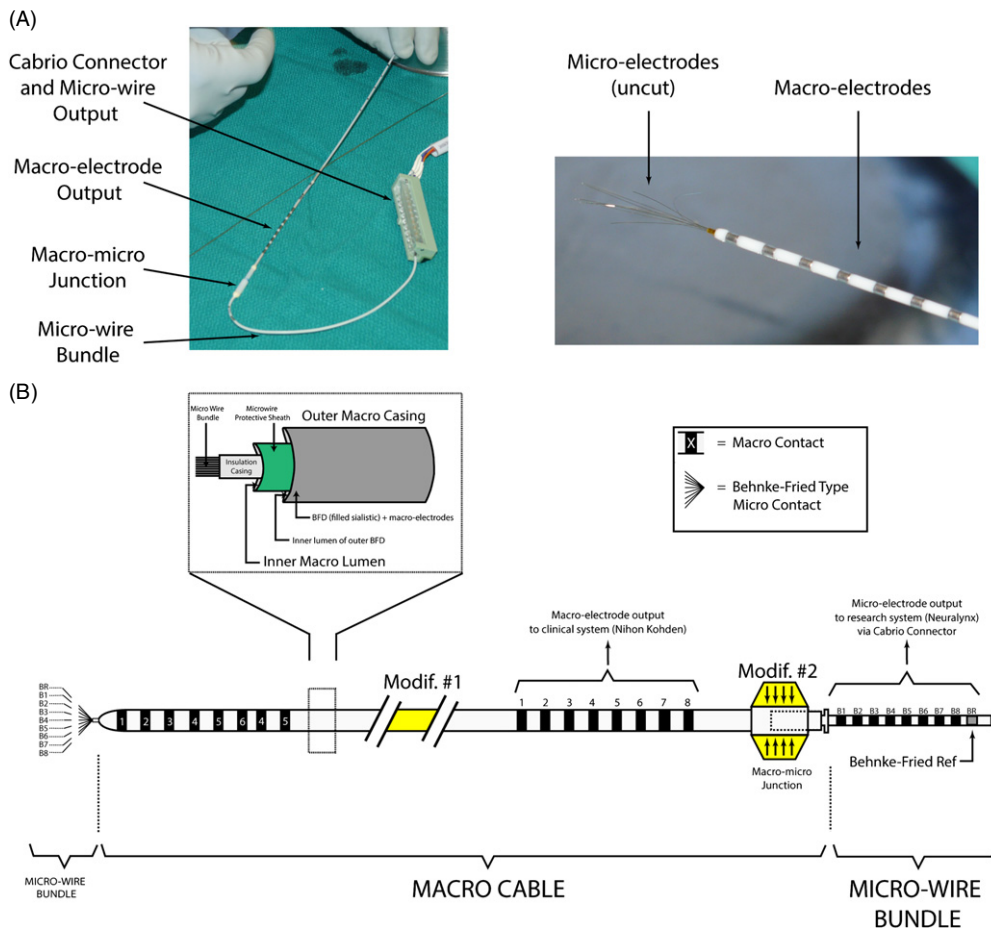 (A)
Cabrio Connector
and Micro-wire
Output
Macro-electrode
Output
Macro-micro
Junction
Micro-wire
Bundle
Micro-electrodes
(uncut)
Macro-electrodes
(B)
Micro Wire
Bundle
Microwire
Protective Sheath
Outer Macro Casing
Insulation
Casing
BFD (filled sialistic) + macro-electrodes
Inner lumen of outer BFD
Inner Macro Lumen
X = Macro Contact
= Behnke-Fried Type
Micro Contact
Macro-electrode output
to clinical system (Nihon Kohden)
Micro-electrode output
to research system (Neuralynx)
via Cabrio Connector
BR
B1
B2
B3
B4
B5
B6
B7
B8
1 2 3 4 5 6 4 5
Modif. #1
1 2 3 4 5 6 7 8
Modif. #2
Macro-micro
Junction
B1 B2 B3 B4 B5 B6 B7 B8 BR
Behnke-Fried Ref
MICRO-WIRE
BUNDLE
MACRO CABLE
MICRO-WIRE
BUNDLE